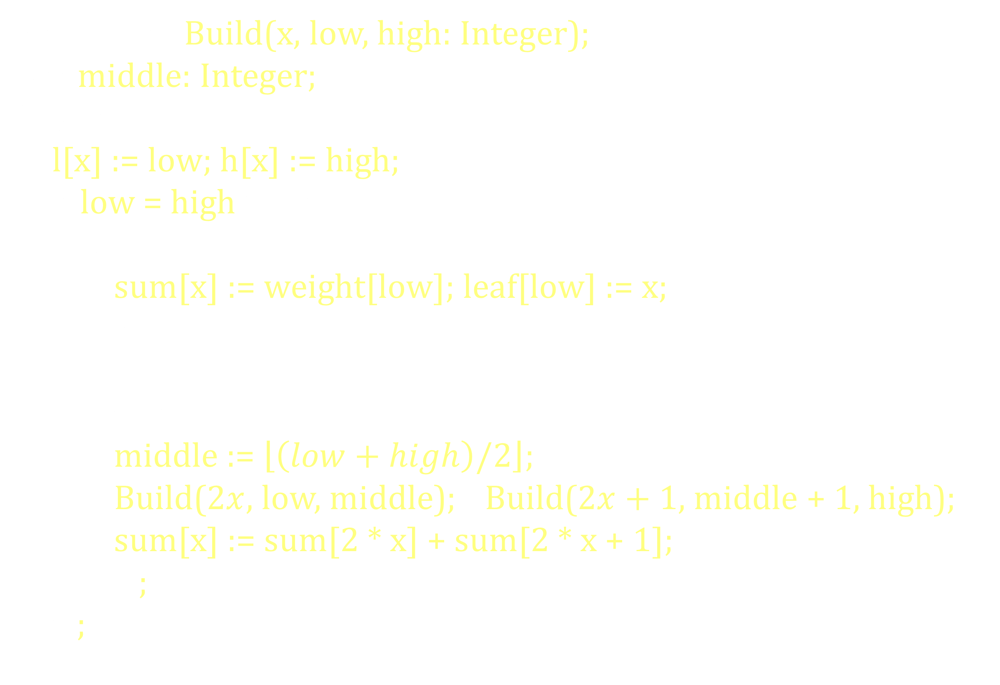 Build(x, low, high: Integer);
middle: Integer;
l[x] := low; h[x] := high;
low = high
sum[x] := weight[low]; leaf[low] := x;
middle := ⌊(low + high)/2⌋;
Build(2x, low, middle); Build(2x + 1, middle + 1, high);
sum[x] := sum[2 * x] + sum[2 * x + 1];
;
;